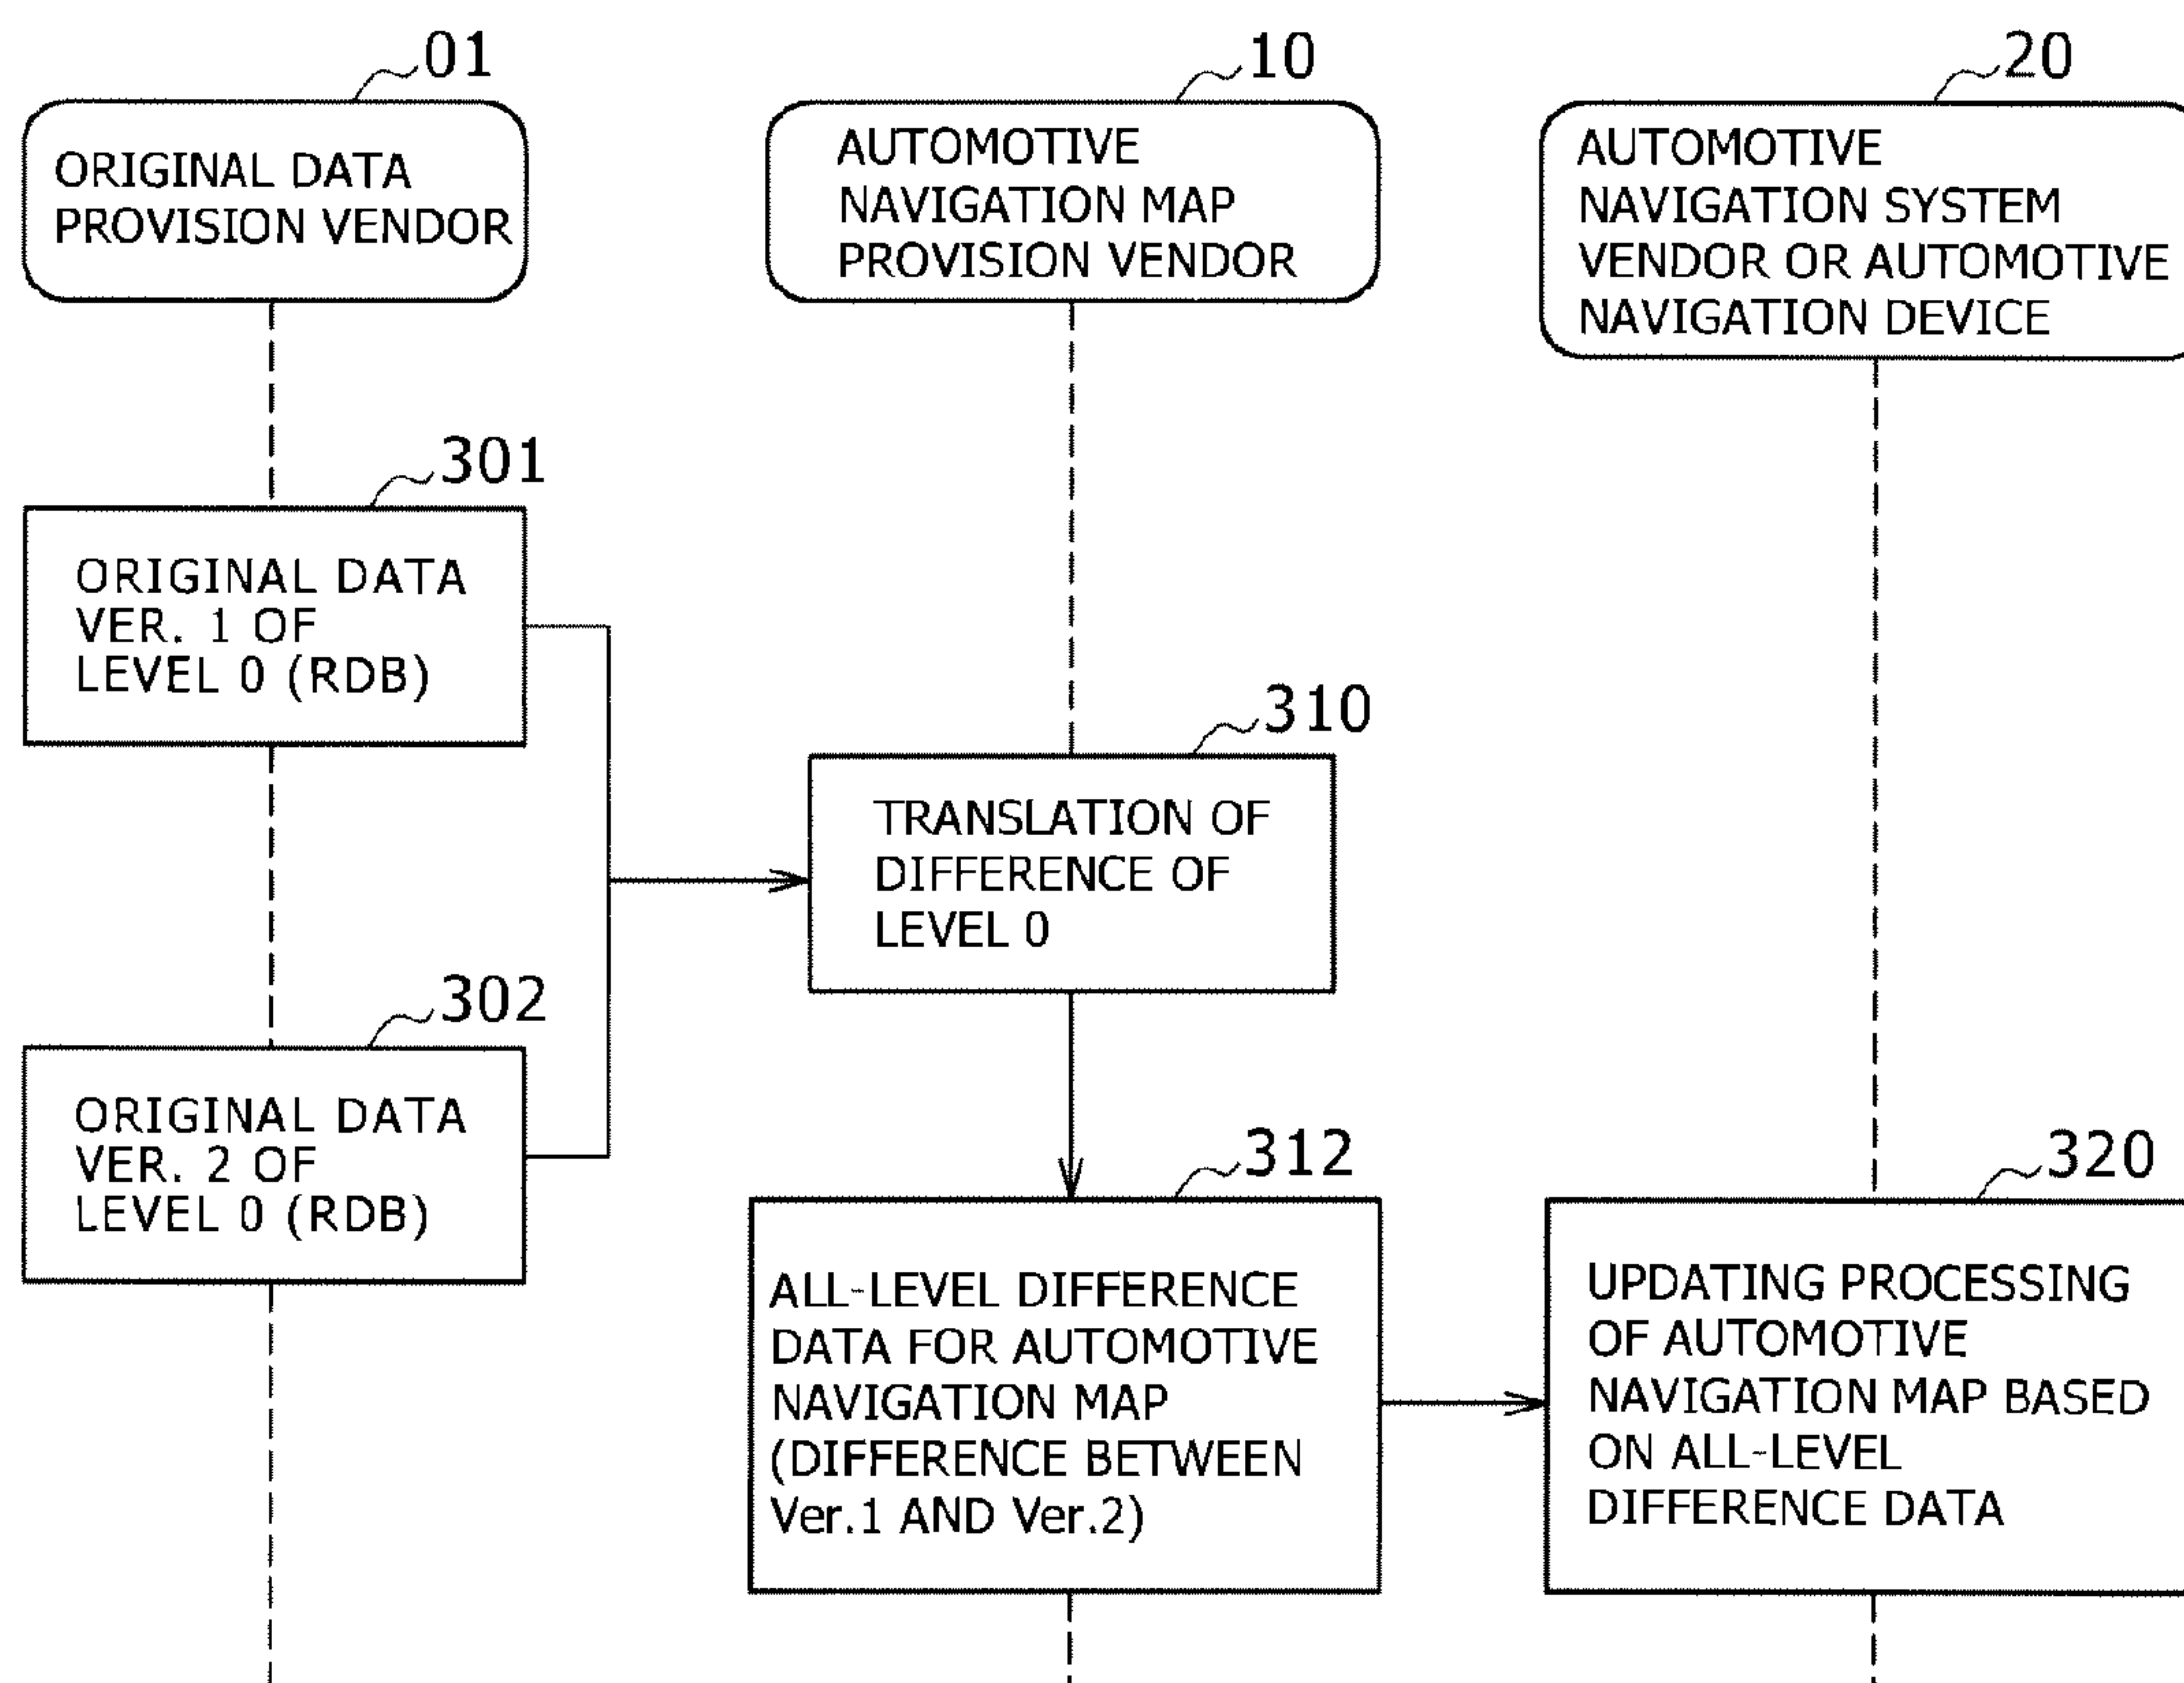 01
ORIGINAL DATA
PROVISION VENDOR
10
AUTOMOTIVE
NAVIGATION MAP
PROVISION VENDOR
20
AUTOMOTIVE
NAVIGATION SYSTEM
VENDOR OR AUTOMOTIVE
NAVIGATION DEVICE
301
ORIGINAL DATA
VER. 1 OF
LEVEL 0 (RDB)
310
TRANSLATION OF
DIFFERENCE OF
LEVEL 0
302
ORIGINAL DATA
VER. 2 OF
LEVEL 0 (RDB)
312
ALL-LEVEL DIFFERENCE
DATA FOR AUTOMOTIVE
NAVIGATION MAP
(DIFFERENCE BETWEEN
Ver.1 AND Ver.2)
320
UPDATING PROCESSING
OF AUTOMOTIVE
NAVIGATION MAP BASED
ON ALL-LEVEL
DIFFERENCE DATA